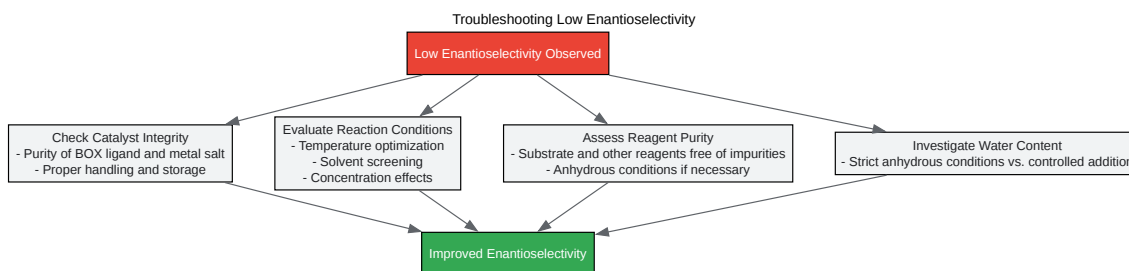 Troubleshooting Low Enantioselectivity
Low Enantioselectivity Observed
Check Catalyst Integrity
- Purity of BOX ligand and metal salt
- Proper handling and storage
Evaluate Reaction Conditions
- Temperature optimization
- Solvent screening
- Concentration effects
Assess Reagent Purity
- Substrate and other reagents free of impurities
- Anhydrous conditions if necessary
Investigate Water Content
- Strict anhydrous conditions vs. controlled addition
Improved Enantioselectivity